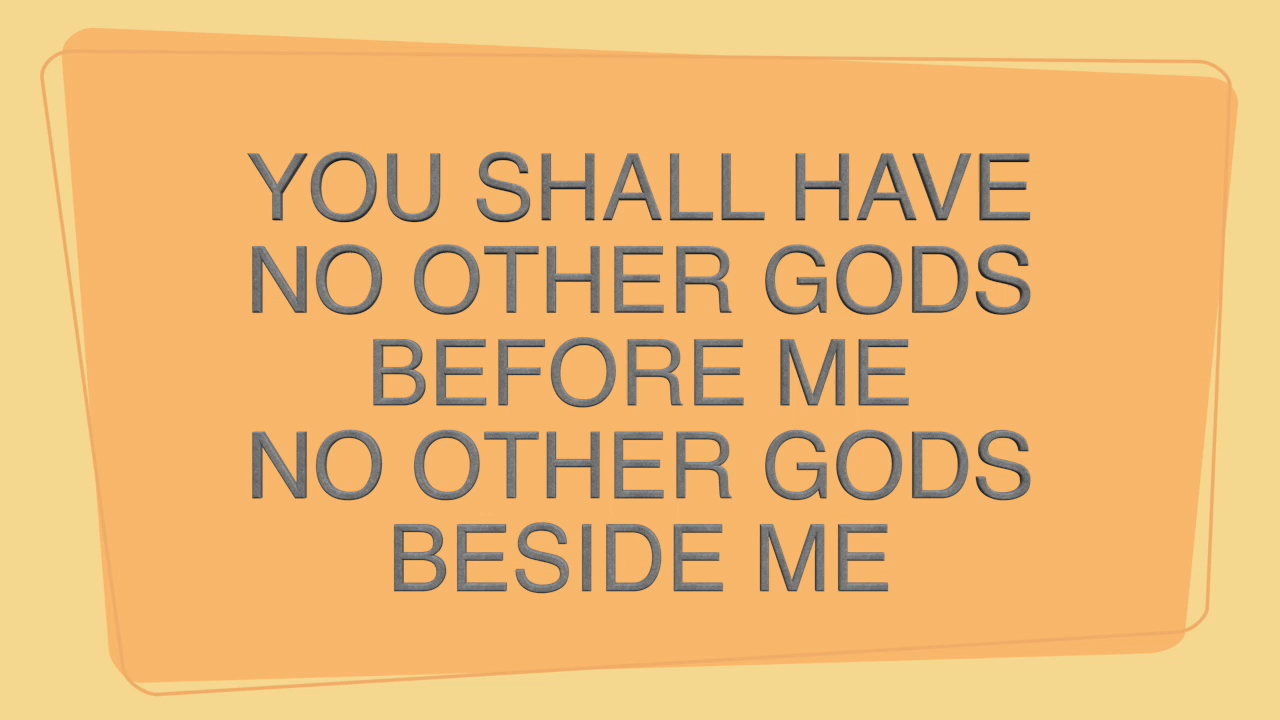 YOU SHALL HAVE
NO OTHER GODS
BEFORE ME
NO OTHER GODS
BESIDE ME